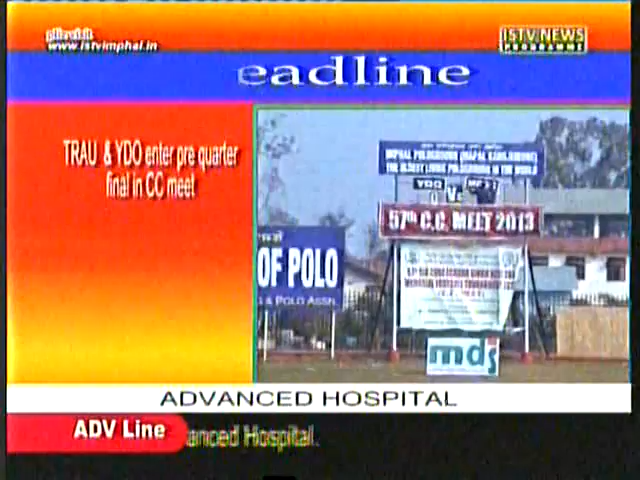 www.istvimphal.in
ISTV NEWS
PROGRAMME
eadline
TRAU & YDO enter pre quarter
final in CC meet
IMPHAL POLOGROUND (MAPAL KANGJEIBUNG)
THE OLDEST LIVING POLOGROUND IN THE WORLD
YDO Vs
57th C.C. MEET 2013
OF POLO
& POLO ASSN.
mds
ADVANCED HOSPITAL
ADV Line
anced Hospital.